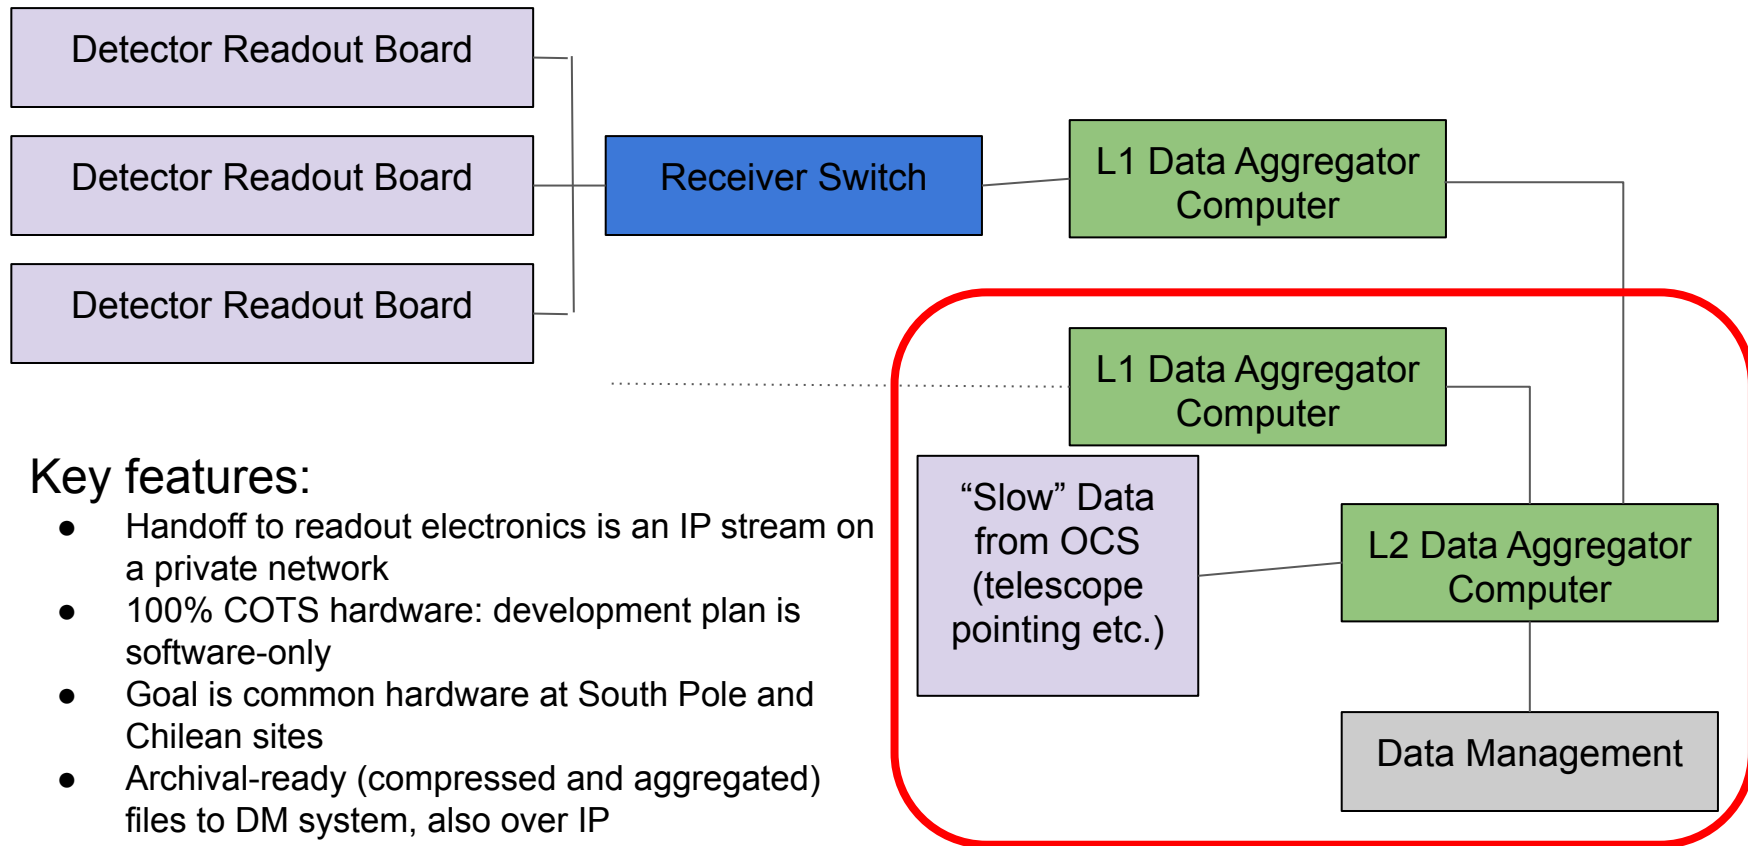 Detector Readout Board
Detector Readout Board
Receiver Switch
L1 Data Aggregator
Computer
Detector Readout Board
L1 Data Aggregator
Computer
Key features:
● Handoff to readout electronics is an IP stream on
a private network
● 100% COTS hardware: development plan is
software-only
● Goal is common hardware at South Pole and
Chilean sites
● Archival-ready (compressed and aggregated)
files to DM system, also over IP
“Slow” Data
from OCS
(telescope
pointing etc.)
L2 Data Aggregator
Computer
Data Management